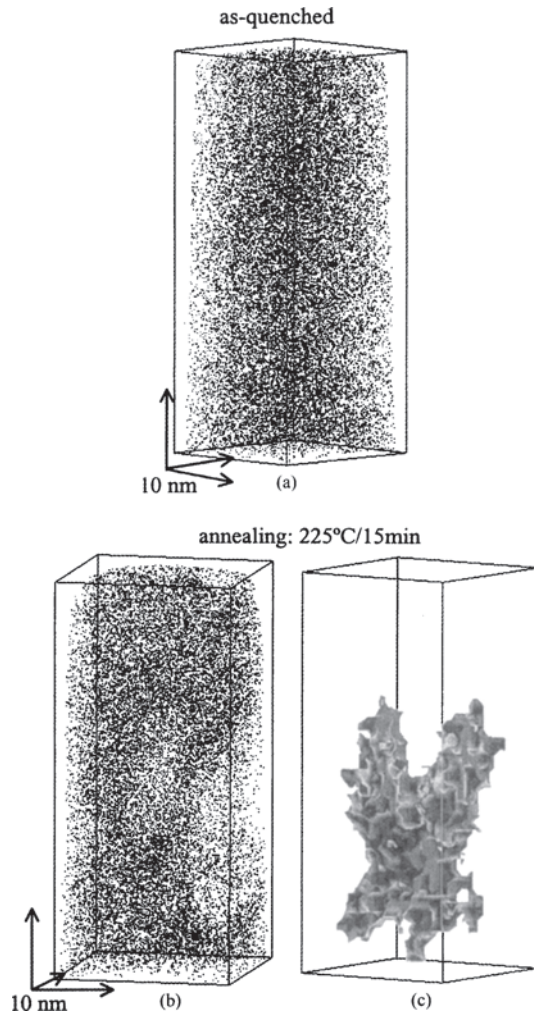 as-quenched
10 nm
(a)
annealing: 225ºC/15min
10 nm
(b)
(c)